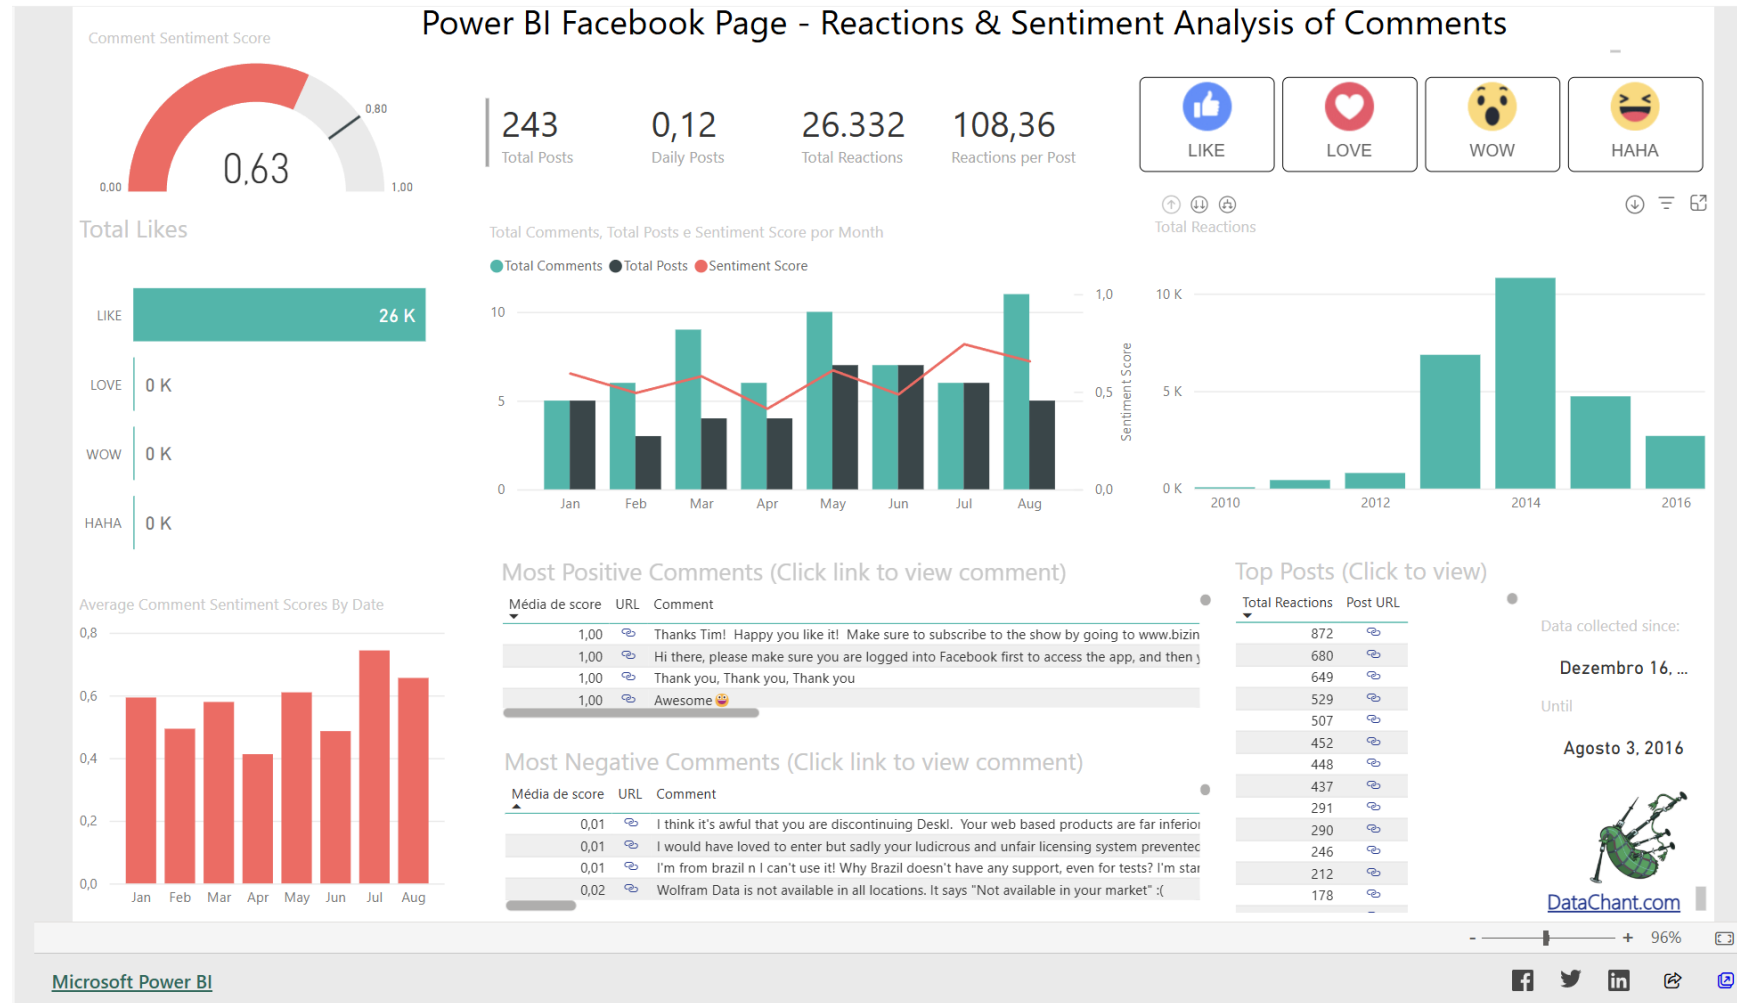 Power BI Facebook Page - Reactions & Sentiment Analysis of Comments
Comment Sentiment Score
0,80
0,63
0,00
1,00
243
Total Posts
0,12
Daily Posts
26.332
Total Reactions
108,36
Reactions per Post
LIKE
LOVE
WOW
HAHA
Total Likes
LIKE
26 K
LOVE
0 K
WOW
0 K
HAHA
0 K
Total Comments, Total Posts e Sentiment Score por Month
Total Comments Total Posts Sentiment Score
10
5
0
1,0
0,5
0,0
Sentiment Score
Jan Feb Mar Apr May Jun Jul Aug
Total Reactions
10 K
5 K
0 K
2010 2012 2014 2016
Average Comment Sentiment Scores By Date
0,8
0,6
0,4
0,2
0,0
Jan Feb Mar Apr May Jun Jul Aug
Most Positive Comments (Click link to view comment)
Média de score URL Comment
1,00 Thanks Tim! Happy you like it! Make sure to subscribe to the show by going to www.bizin
1,00 Hi there, please make sure you are logged into Facebook first to access the app, and then
1,00 Thank you, Thank you, Thank you
1,00 Awesome😀
Most Negative Comments (Click link to view comment)
Média de score URL Comment
0,01 I think it's awful that you are discontinuing Deskl. Your web based products are far inferior
0,01 I would have loved to enter but sadly your ludicrous and unfair licensing system prevented
0,01 I'm from brazil n I can't use it! Why Brazil doesn't have any support, even for tests? I'm star
0,02 Wolfram Data is not available in all locations. It says "Not available in your market" :(
Top Posts (Click to view)
Total Reactions Post URL
872
680
649
529
507
452
448
437
291
290
246
212
178
Data collected since:
Dezembro 16, ...
Until
Agosto 3, 2016
DataChant.com
- + 96%
Microsoft Power BI